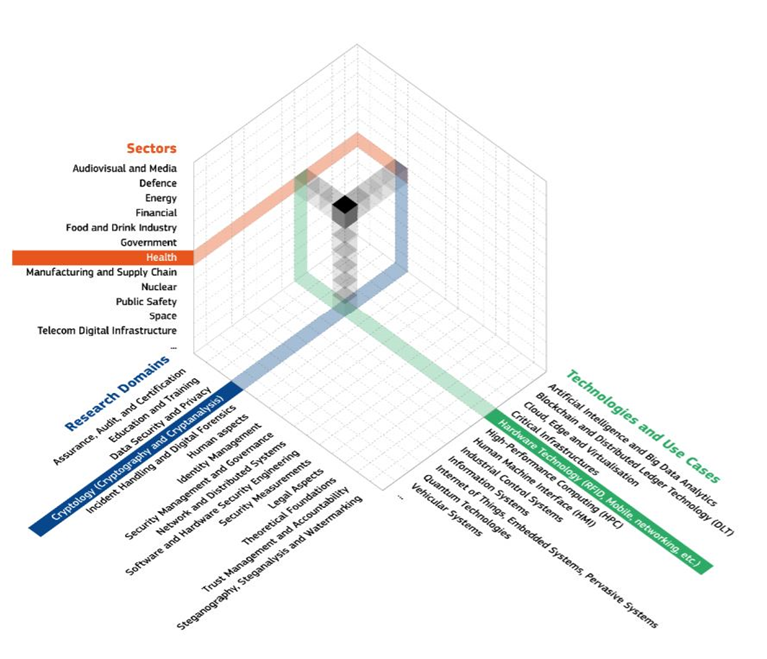 Sectors
Audiovisual and Media
Defence
Energy
Financial
Food and Drink Industry
Government
Health
Manufacturing and Supply Chain
Nuclear
Public Safety
Space
Telecom Digital Infrastructure
...
Research Domains
Assurance, Audit, and Certification
Education and Training
Data Security and Privacy
Cryptology (Cryptography and Cryptanalysis)
Incident Handling and Digital Forensics
Human aspects
Identity Management
Security Management and Governance
Network and Distributed Systems
Software and Hardware Security Engineering
Security Measurements
Legal Aspects
Theoretical Foundations
Trust Management and Accountability
Steganography, Steganalysis and Watermarking
Technologies and Use Cases
Artificial Intelligence and Big Data Analytics
Blockchain and Distributed Ledger Technology (DLT)
Cloud, Edge and Virtualisation
Critical Infrastructures
Hardware Technology (RFID, Mobile, networking, etc.)
High Performance Computing (HPC)
Human Machine Interface (HMI)
Industrial Control Systems
Information Systems
Internet of Things, Embedded Systems, Pervasive Systems
Quantum Technologies
Vehicular Systems
...